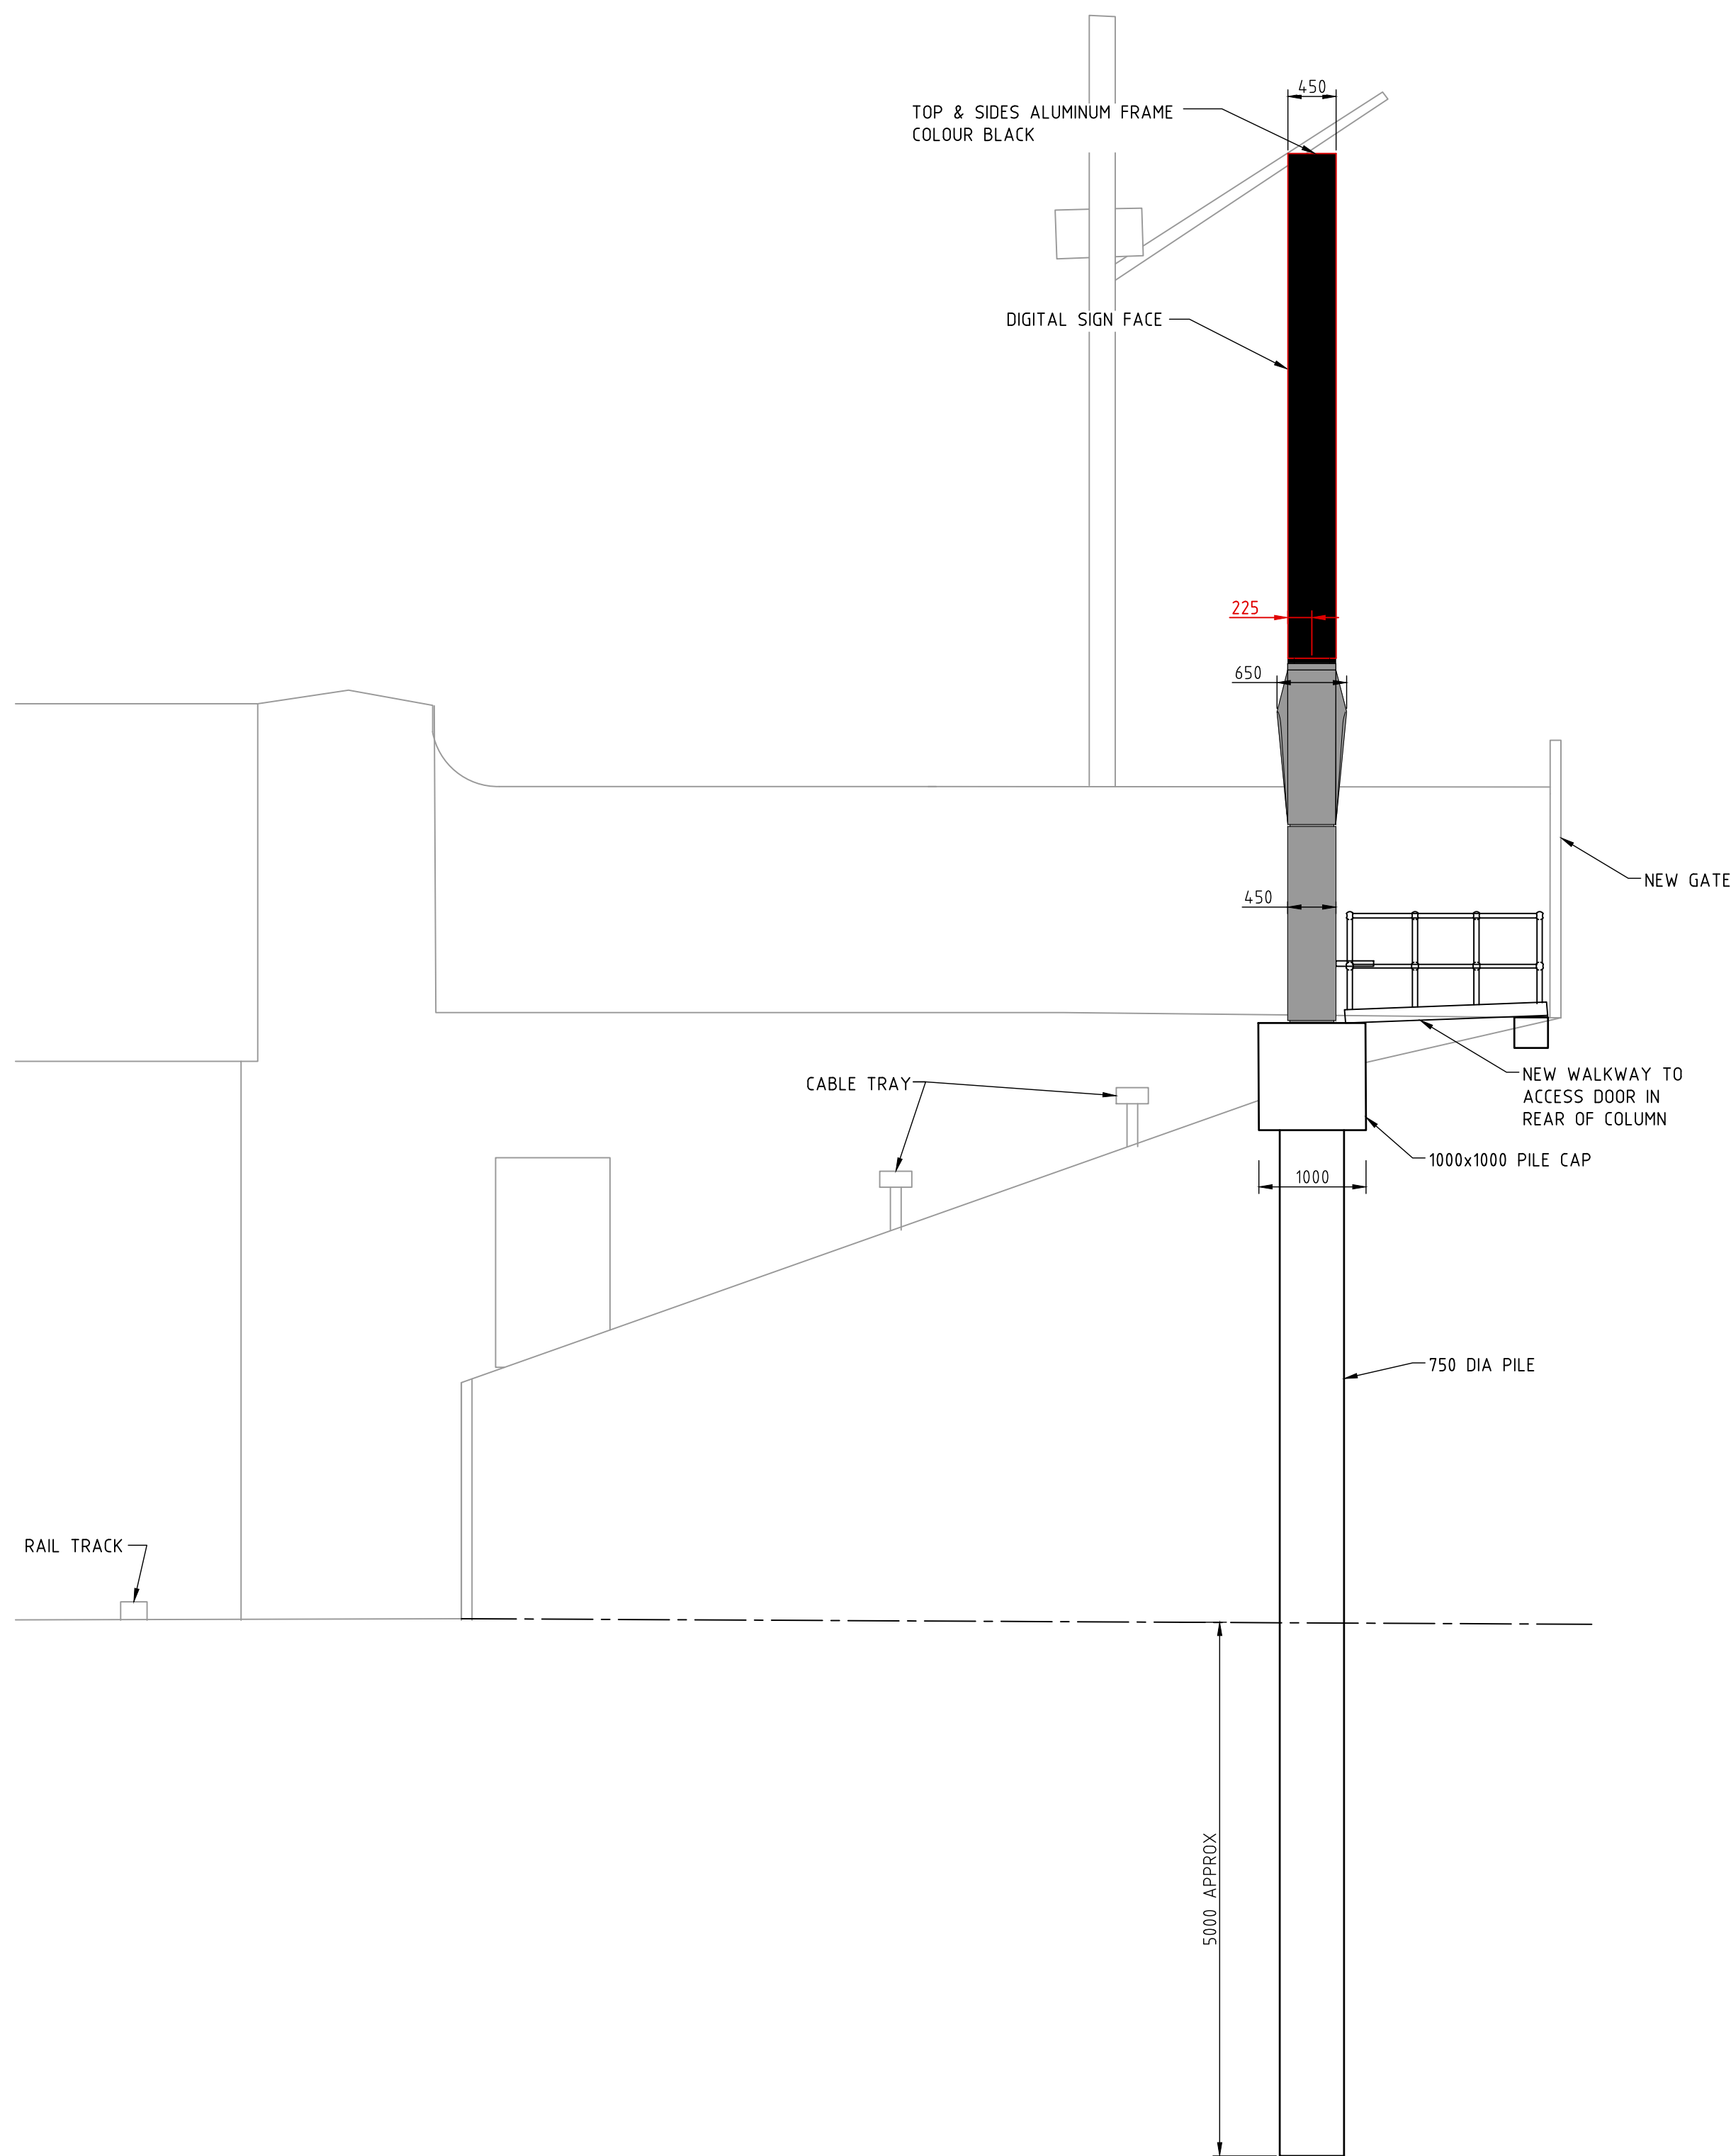 450
TOP & SIDES ALUMINUM FRAME
COLOUR BLACK
DIGITAL SIGN FACE
225
650
NEW GATE
450
CABLE TRAY
NEW WALKWAY TO
ACCESS DOOR IN
REAR OF COLUMN
1000x1000 PILE CAP
1000
750 DIA PILE
RAIL TRACK
5000 APPROX